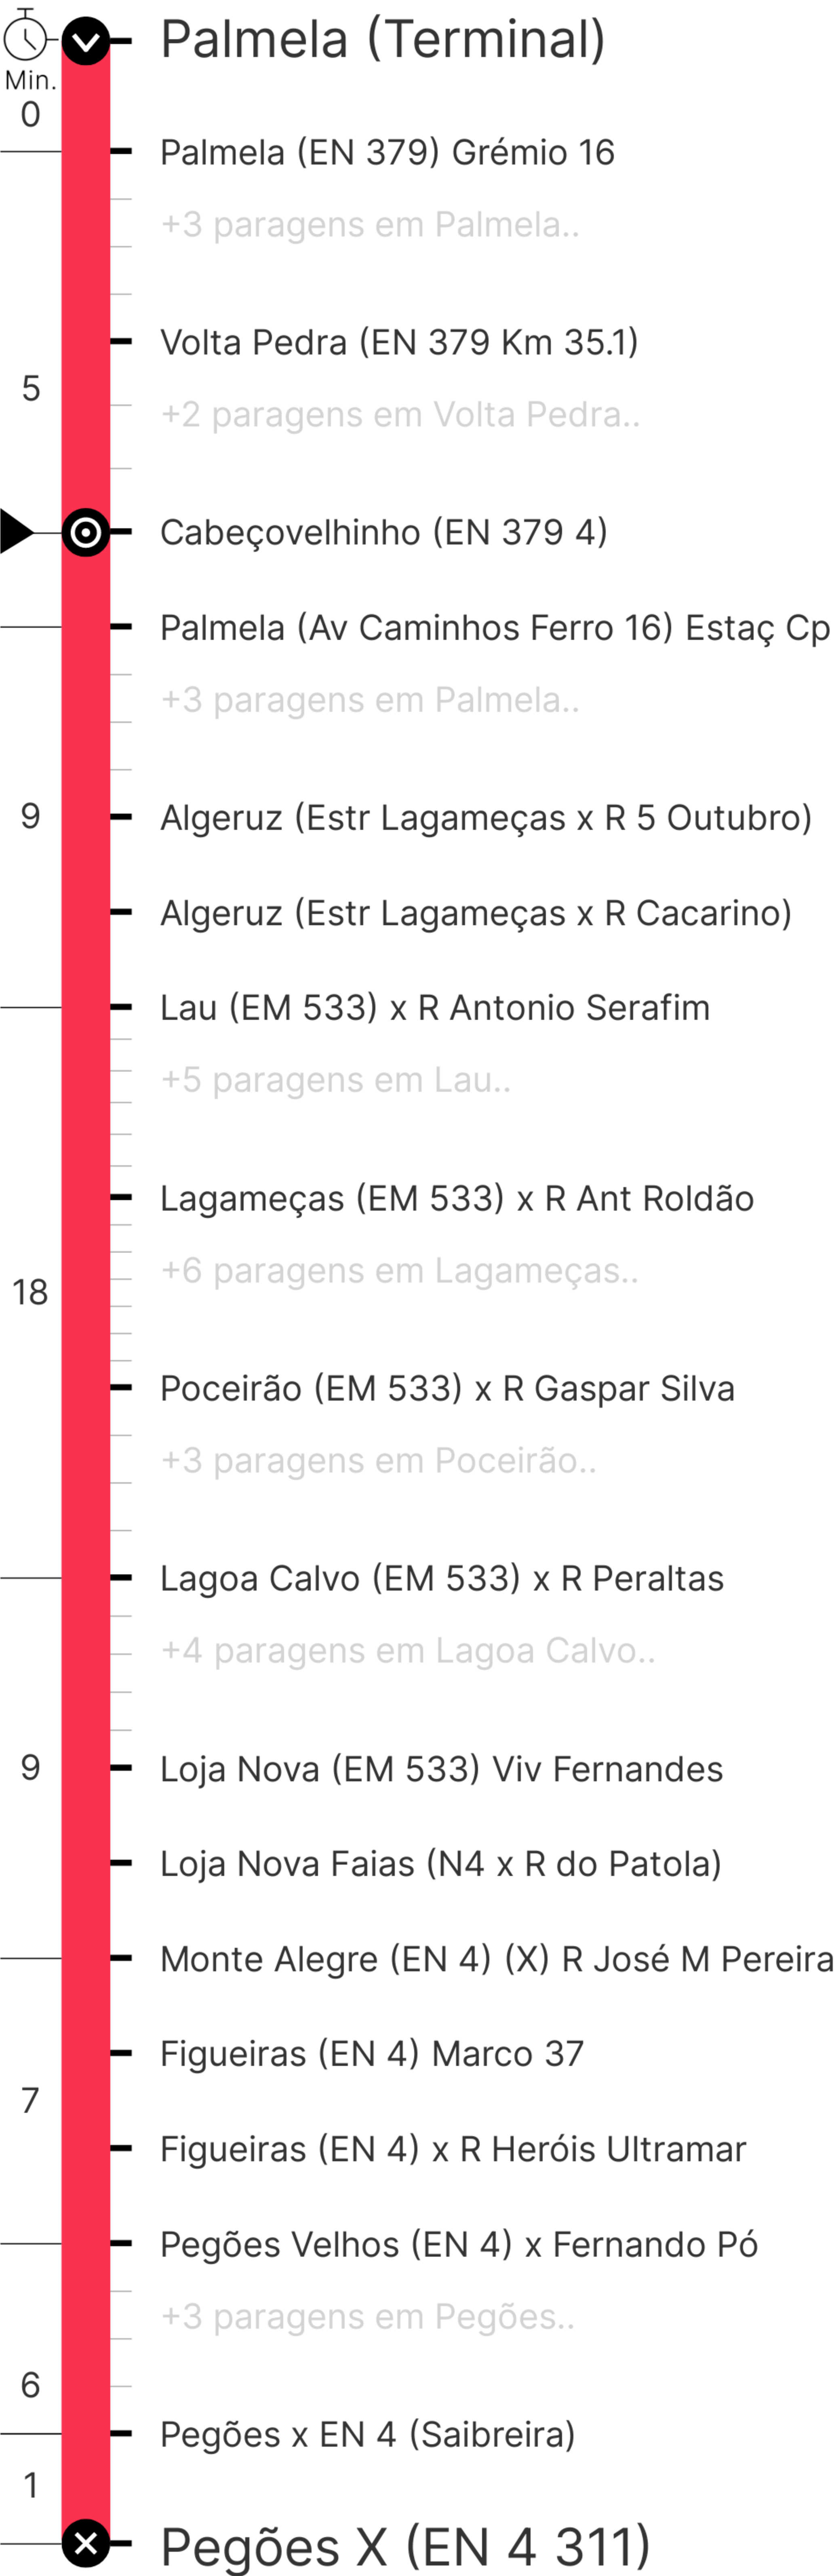 Palmela (Terminal)
Min.
0
Palmela (EN 379) Grémio 16
+3 paragens em Palmela..
Volta Pedra (EN 379 Km 35.1)
5
+2 paragens em Volta Pedra..
Cabeçovelhinho (EN 379 4)
Palmela (Av Caminhos Ferro 16) Estaç Cp
+3 paragens em Palmela..
9
Algeruz (Estr Lagameças x R 5 Outubro)
Algeruz (Estr Lagameças x R Cacarino)
Lau (EM 533) x R Antonio Serafim
+5 paragens em Lau..
Lagameças (EM 533) x R Ant Roldão
+6 paragens em Lagameças..
18
Poceirão (EM 533) x R Gaspar Silva
+3 paragens em Poceirão..
Lagoa Calvo (EM 533) x R Peraltas
+4 paragens em Lagoa Calvo..
9
Loja Nova (EM 533) Viv Fernandes
Loja Nova Faias (N4 x R do Patola)
Monte Alegre (EN 4) (X) R José M Pereira
Figueiras (EN 4) Marco 37
7
Figueiras (EN 4) x R Heróis Ultramar
Pegões Velhos (EN 4) x Fernando Pó
+3 paragens em Pegões..
6
Pegões x EN 4 (Saibreira)
1
Pegões X (EN 4 311)